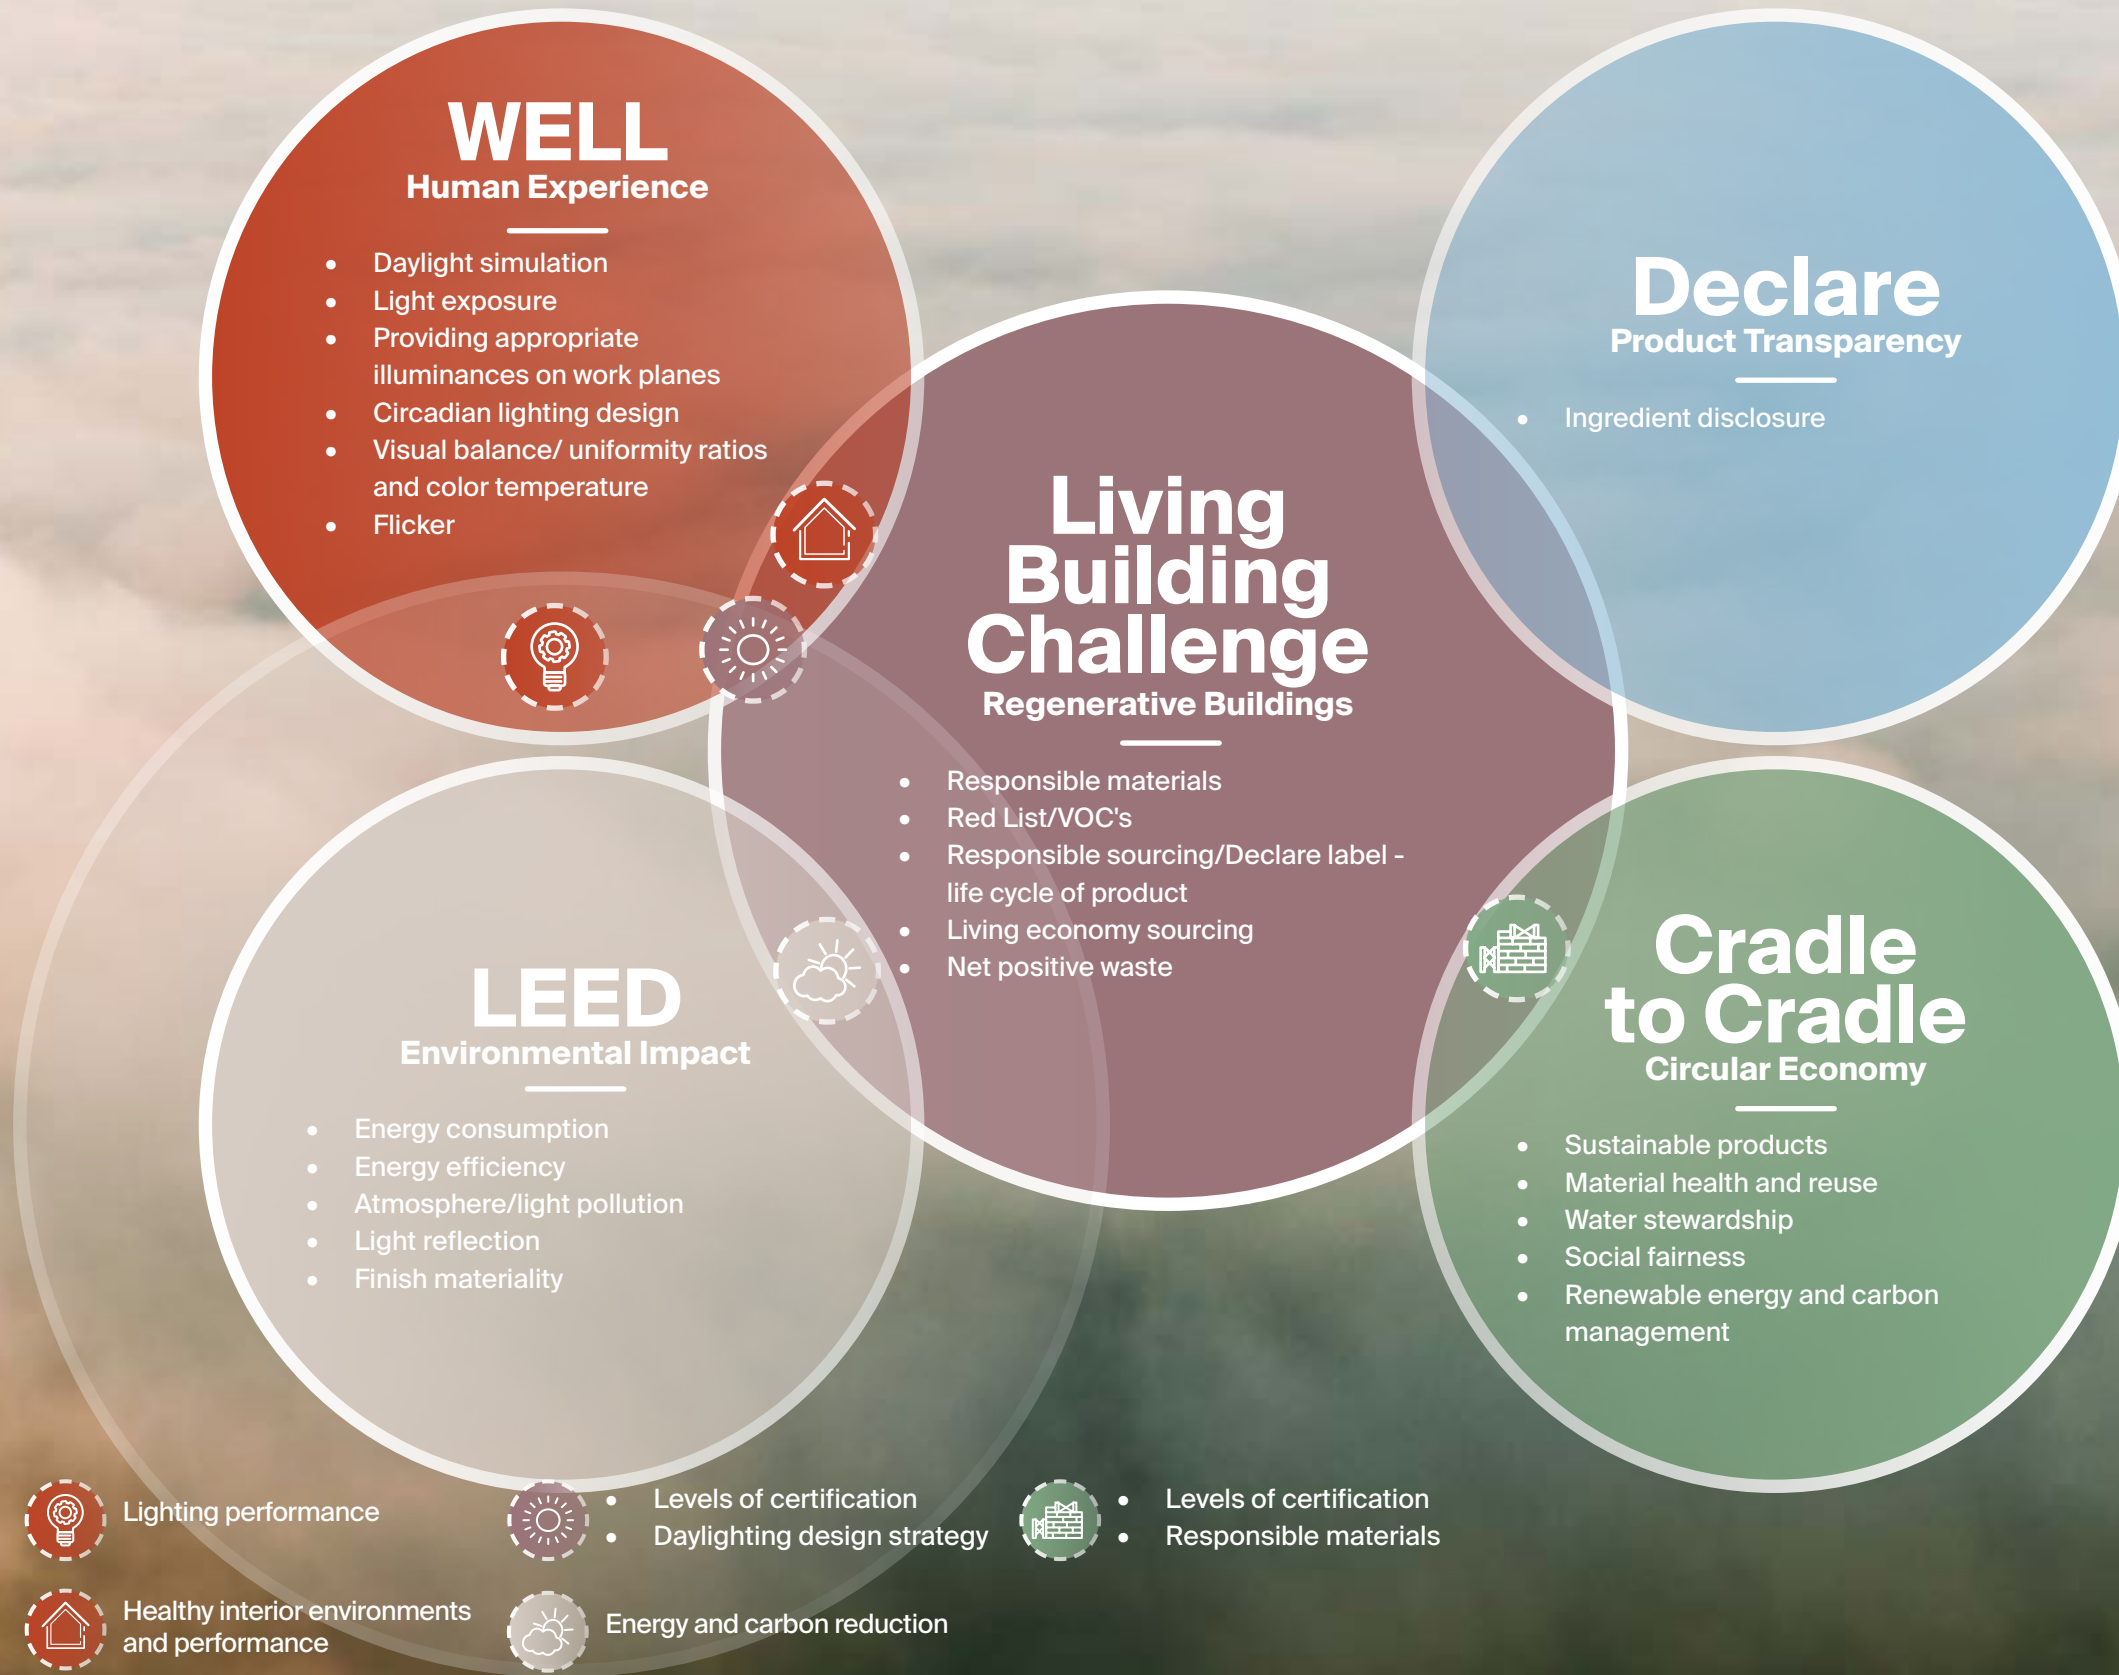 WELL
Human Experience
• Daylight simulation
• Light exposure
• Providing appropriate
illuminances on work planes
• Circadian lighting design
• Visual balance/ uniformity ratios
and color temperature
• Flicker
Declare
Product Transparency
• Ingredient disclosure
Living
Building
Challenge
Regenerative Buildings
• Responsible materials
• Red List/VOC's
• Responsible sourcing/Declare label -
life cycle of product
• Living economy sourcing
• Net positive waste
LEED
Environmental Impact
• Energy consumption
• Energy efficiency
• Atmosphere/light pollution
• Light reflection
• Finish materiality
Cradle
to Cradle
Circular Economy
• Sustainable products
• Material health and reuse
• Water stewardship
• Social fairness
• Renewable energy and carbon
management
Lighting performance
Healthy interior environments
and performance
• Levels of certification
• Daylighting design strategy
Energy and carbon reduction
• Levels of certification
• Responsible materials